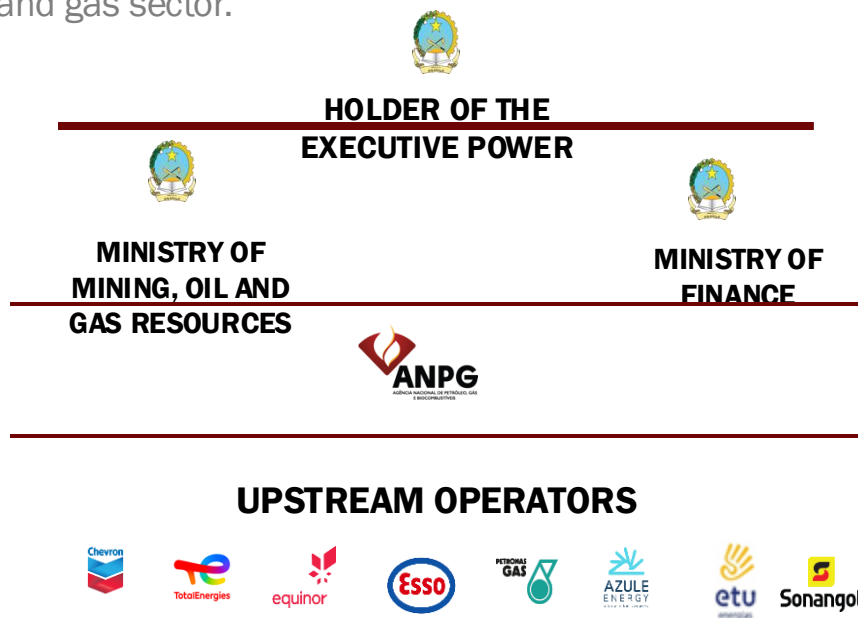 and gas sector.
HOLDER OF THE
EXECUTIVE POWER
MINISTRY OF
MINING, OIL AND
GAS RESOURCES
MINISTRY OF
FINANCE
ANPG
AGÊNCIA NACIONAL DE PETRÓLEO, GÁS
E BIOCOMBUSTÍVEIS
UPSTREAM OPERATORS
Chevron
TotalEnergies
equinor
Esso
PETRONAS
GAS
AZULE
ENERGY
etu
energias
Sonangol